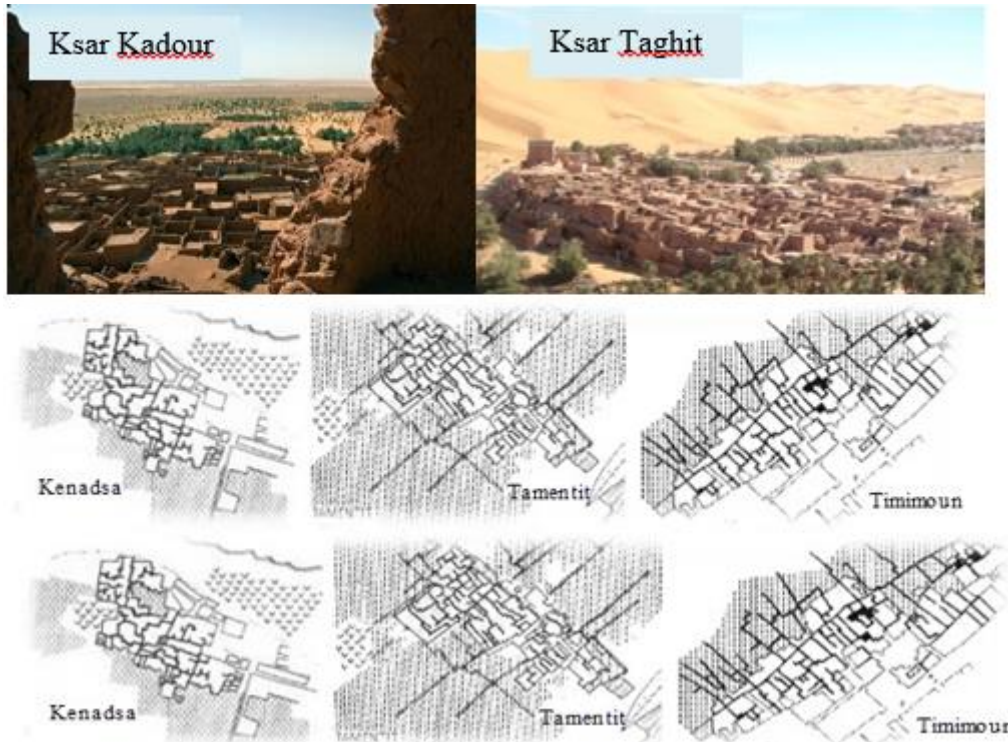 Ksar Kadour
Ksar Taghit
Kenadsa
Tamentit
Timimoun
Kenadsa
Tamentit
Timimoun